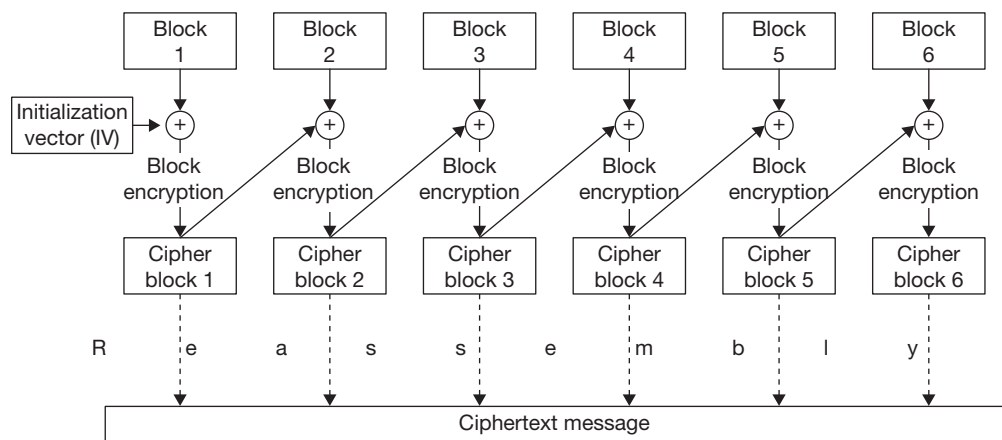 Block 1
Block 2
Block 3
Block 4
Block 5
Block 6
Initialization
vector (IV)
+
+
+
+
+
+
Block
encryption
Block
encryption
Block
encryption
Block
encryption
Block
encryption
Block
encryption
Cipher
block 1
Cipher
block 2
Cipher
block 3
Cipher
block 4
Cipher
block 5
Cipher
block 6
R e a s s e m b l y
Ciphertext message